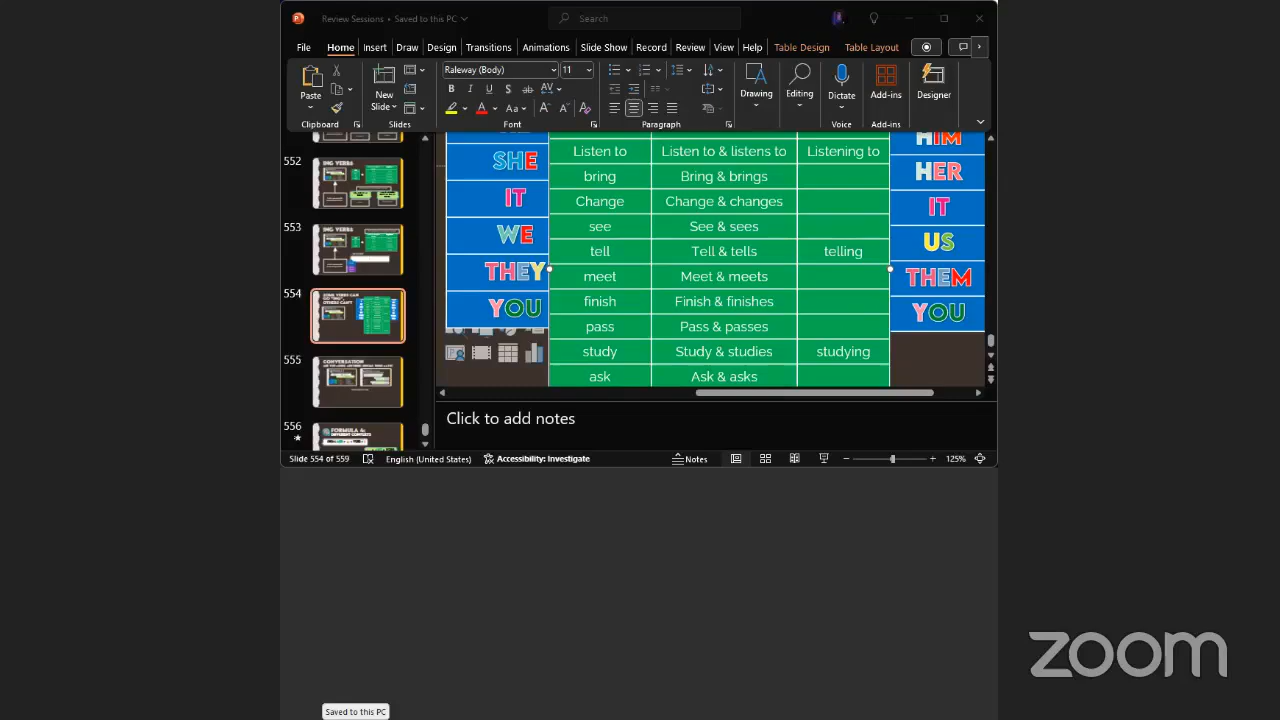 Review Sessions • Saved to this PC
Search
File Home Insert Draw Design Transitions Animations Slide Show Record Review View Help Table Design Table Layout
Raleway (Body) 11
Paste New Slide Drawing Editing Dictate Add-ins Designer
Clipboard Slides Font Paragraph Voice Add-ins
HIM
SHE Listen to Listen to & listens to Listening to HER
bring Bring & brings
IT Change Change & changes IT
WE see See & sees US
tell Tell & tells telling
THEY meet Meet & meets THEM
YOU finish Finish & finishes YOU
pass Pass & passes
study Study & studies studying
ask Ask & asks
552
ING VERBS
553
ING VERBS
554
555
CONVERSATION
556
FORMULA 4:
DIFFERENT CONTEXTS
Click to add notes
Slide 554 of 559 English (United States) Accessibility: Investigate Notes 125%
zoom
Saved to this PC